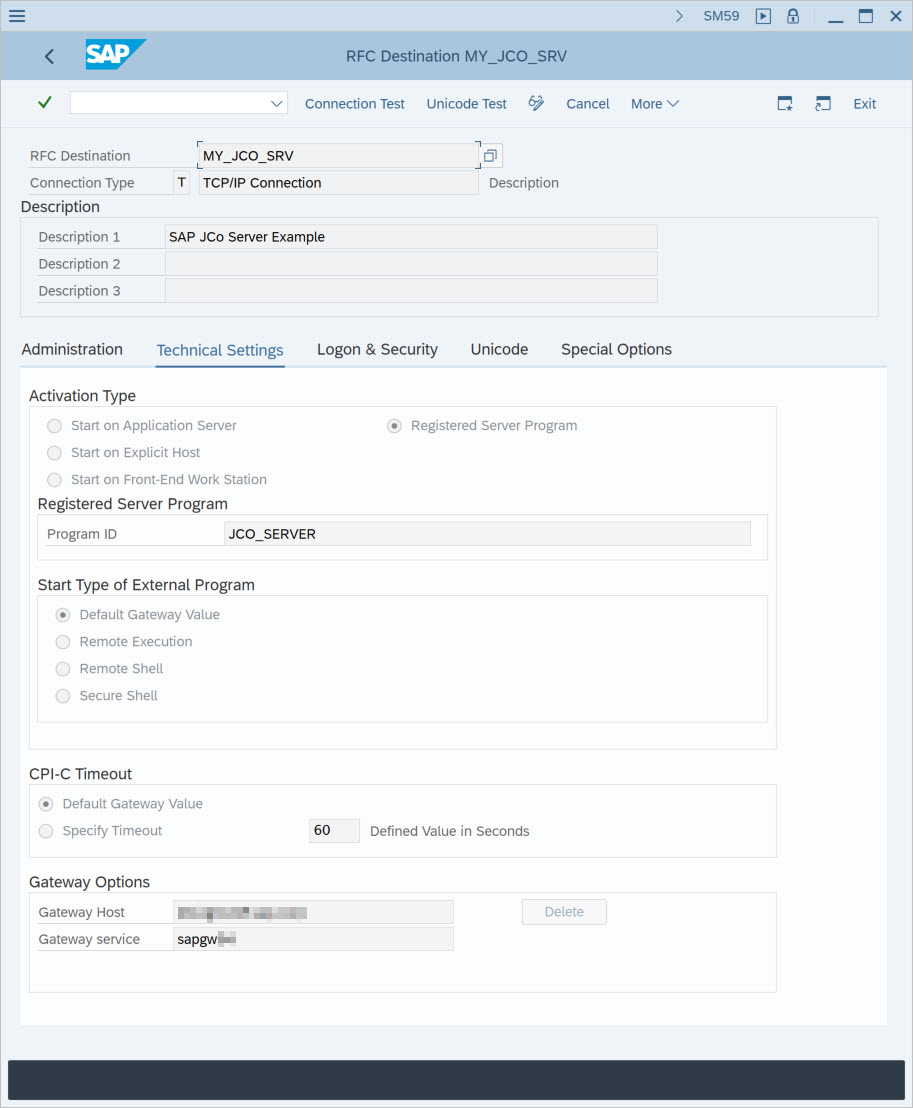 SM59
SAP RFC Destination MY_JCO_SRV
Connection Test Unicode Test Cancel More Exit
RFC Destination MY_JCO_SRV
Connection Type T TCP/IP Connection Description
Description
Description 1 SAP JCo Server Example
Description 2
Description 3
Administration Technical Settings Logon & Security Unicode Special Options
Activation Type
Start on Application Server Registered Server Program
Start on Explicit Host
Start on Front-End Work Station
Registered Server Program
Program ID JCO_SERVER
Start Type of External Program
Default Gateway Value
Remote Execution
Remote Shell
Secure Shell
CPI-C Timeout
Default Gateway Value
Specify Timeout 60 Defined Value in Seconds
Gateway Options
Gateway Host Delete
Gateway service sapgw